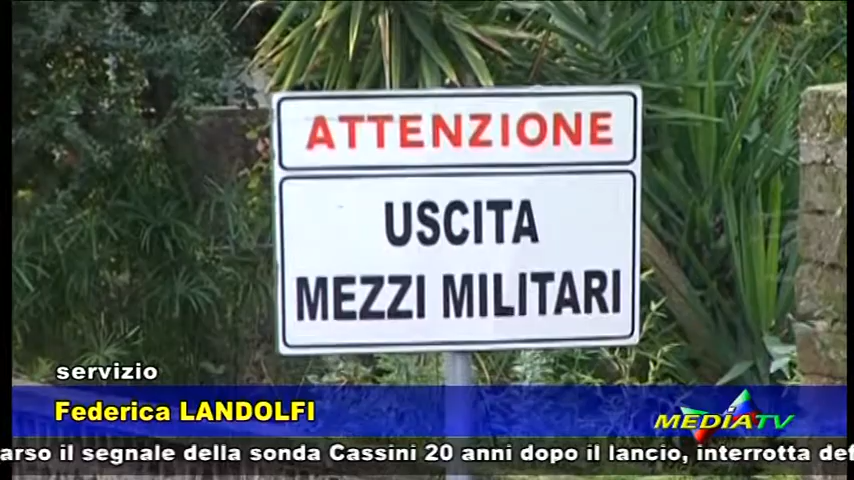 ATTENZIONE
USCITA
MEZZI MILITARI
servizio
Federica LANDOLFI
MEDIATV
il segnale della sonda Cassini 20 anni dopo il lancio, interrotta